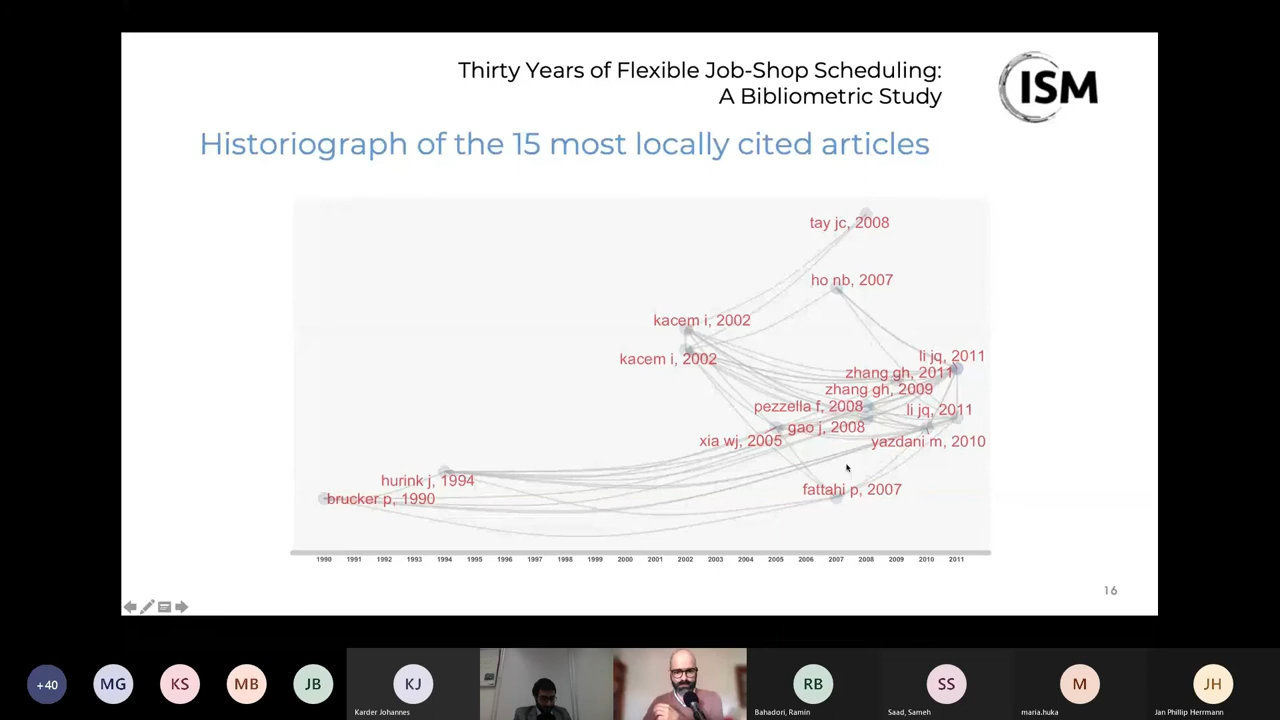 Thirty Years of Flexible Job-Shop Scheduling:
A Bibliometric Study
ISM
Historiograph of the 15 most locally cited articles
tay jc, 2008
ho nb, 2007
kacem i, 2002
kacem i, 2002
li jq, 2011
zhang gh, 2011
zhang gh, 2009
pezzella f, 2008
li jq, 2011
gao j, 2008
xia wj, 2005
yazdani m, 2010
hurink j, 1994
fattahi p, 2007
brucker p, 1990
1990 1991 1992 1993 1994 1995 1996 1997 1998 1999 2000 2001 2002 2003 2004 2005 2006 2007 2008 2009 2010 2011
16
+40 MG KS MB JB KJ RB SS M JH
Karder Johannes Bahadori, Ramin Saad, Sameh maria.huka Jan Phillip Herrmann